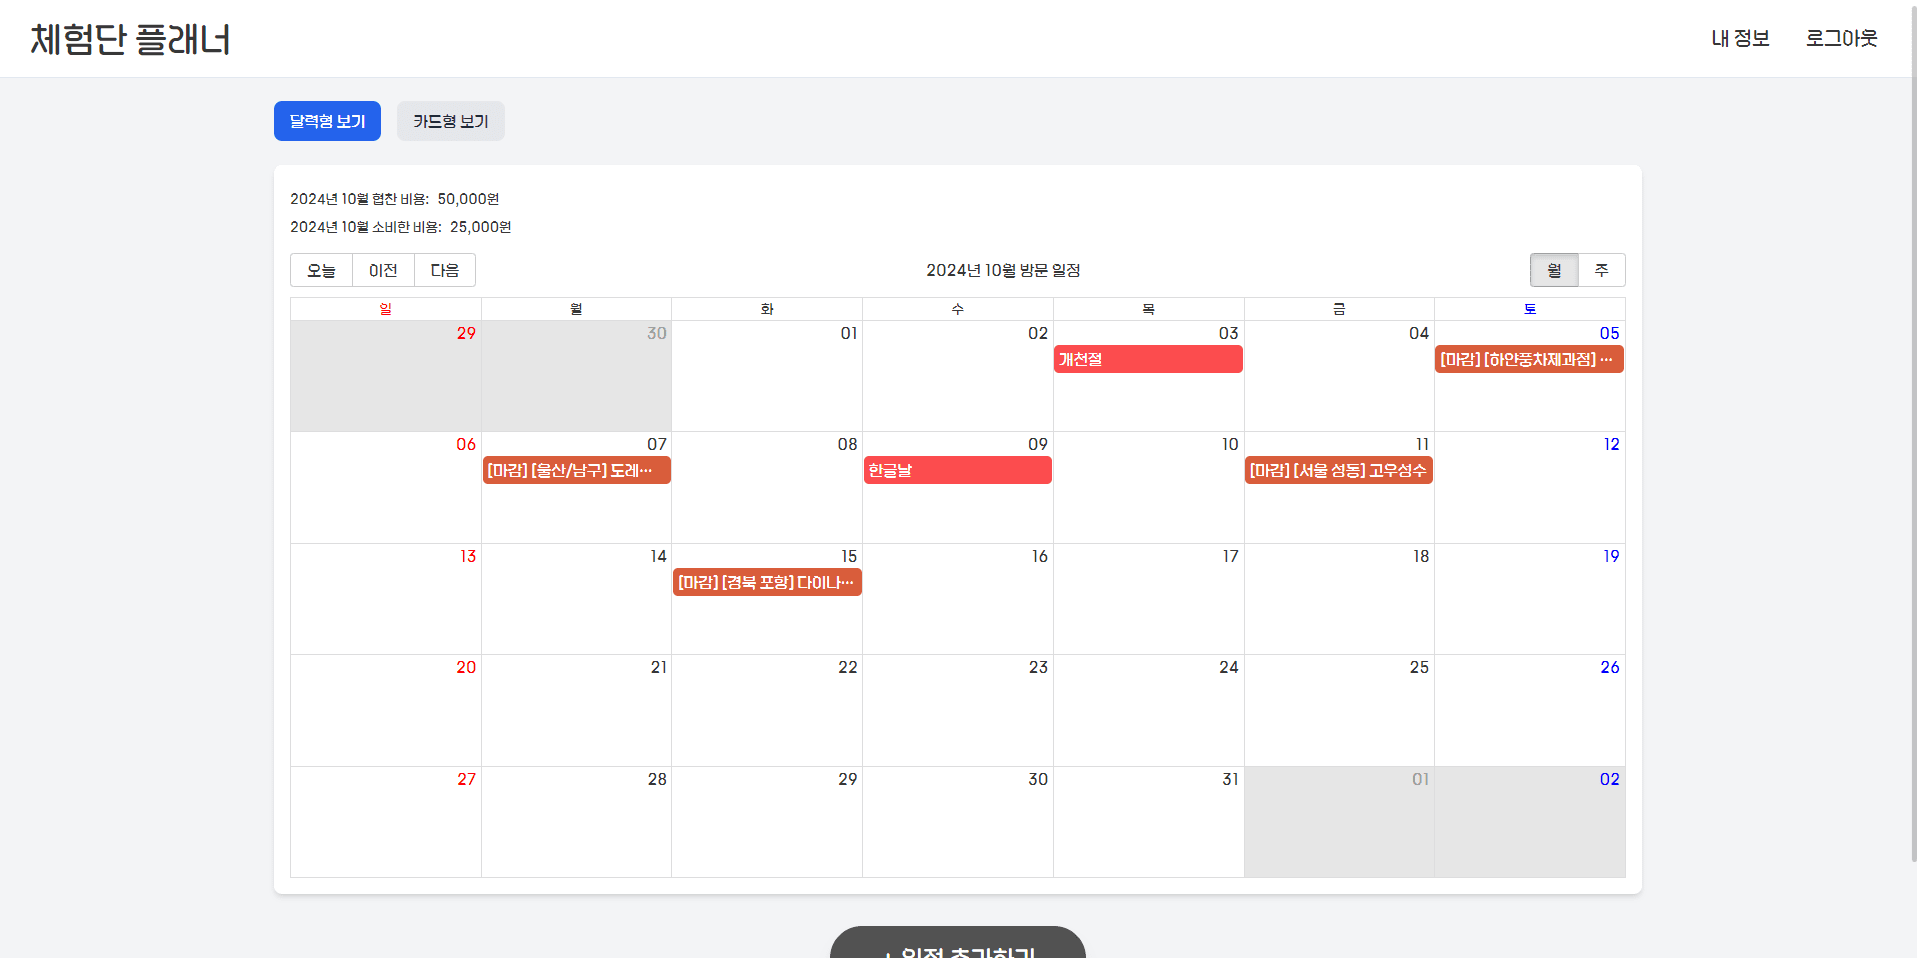 체험단 플래너
내 정보 로그아웃
달력형 보기 카드형 보기
2024년 10월 협찬 비용: 50,000원
2024년 10월 소비한 비용: 25,000원
오늘 이전 다음 2024년 10월 방문 일정 월 주
일 월 화 수 목 금 토
29 30 01 02 03 04 05
개천절 [마감] [하안풍차제과점] ⋯
06 07 08 09 10 11 12
[마감] [울산/남구] 도레⋯ 한글날 [마감] [서울 성동] 고우성수
13 14 15 16 17 18 19
[마감] [경북 포항] 다이나⋯
20 21 22 23 24 25 26
27 28 29 30 31 01 02
+ 일정 추가하기